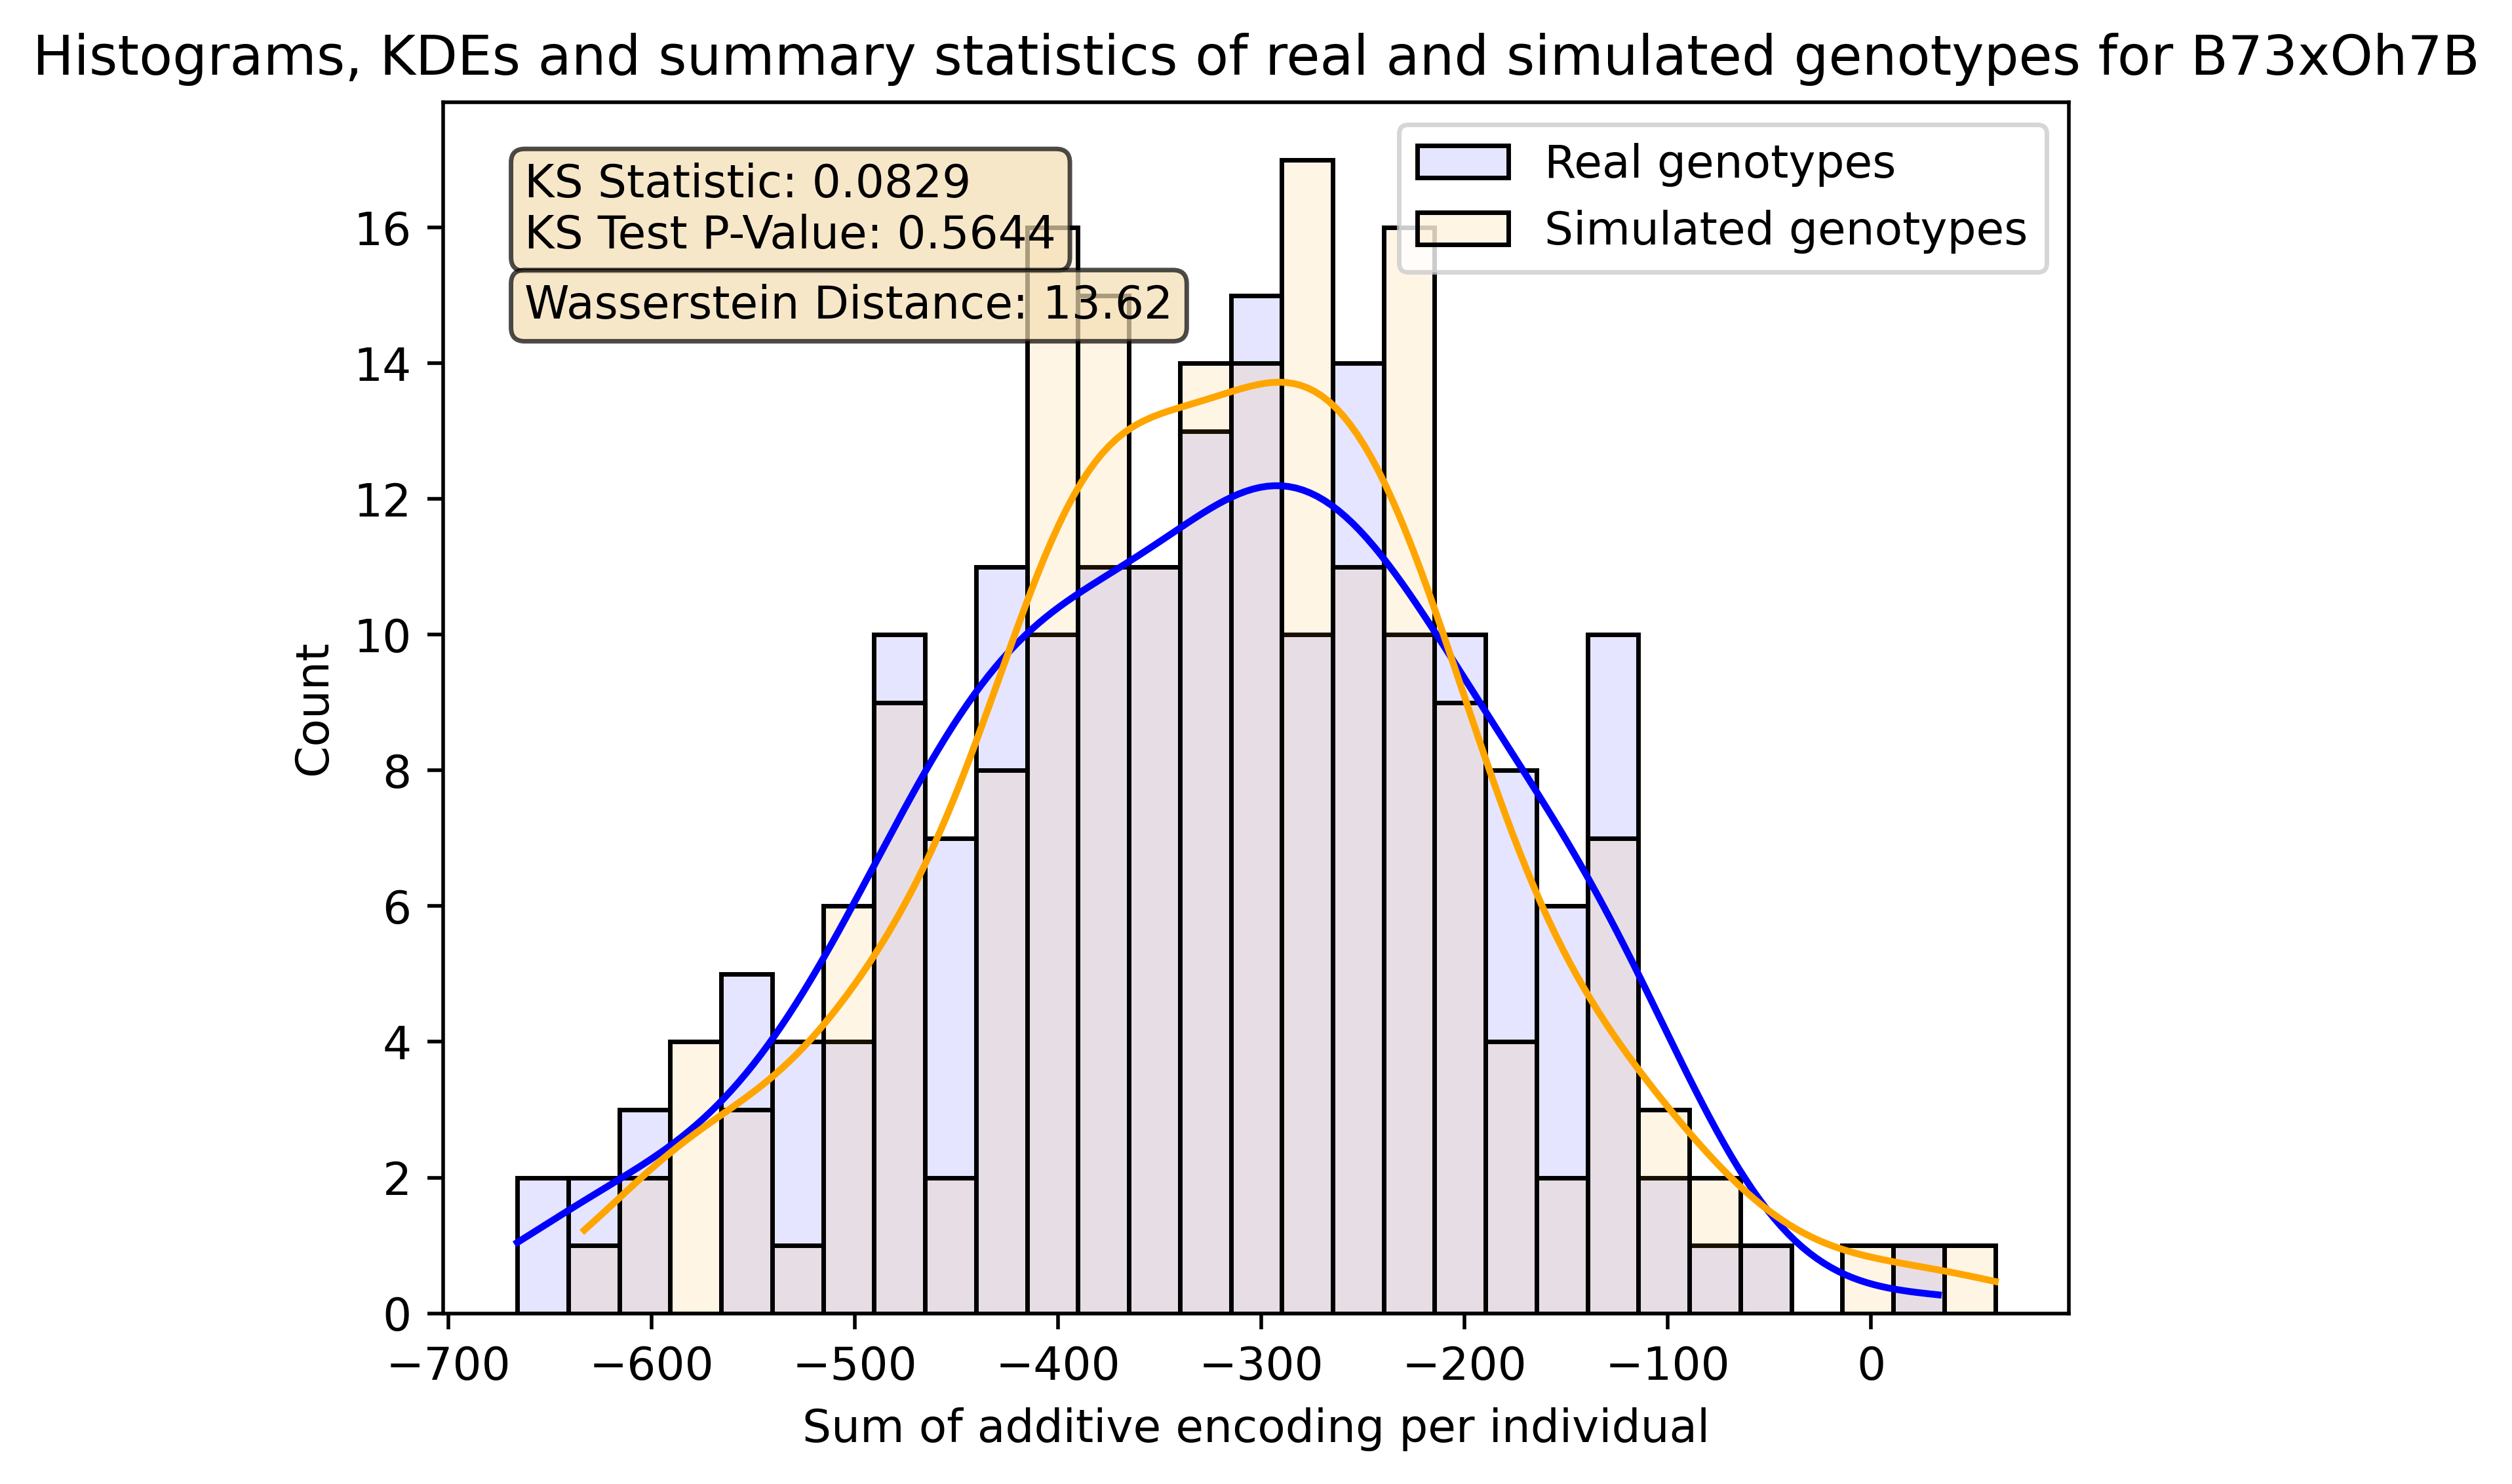 Histograms, KDEs and summary statistics of real and simulated genotypes for B73xOh7B
KS Statistic: 0.0829
KS Test P-Value: 0.5644
Wasserstein Distance: 13.62
Real genotypes
Simulated genotypes
Count
16
14
12
10
8
6
4
2
0
−700 −600 −500 −400 −300 −200 −100 0
Sum of additive encoding per individual